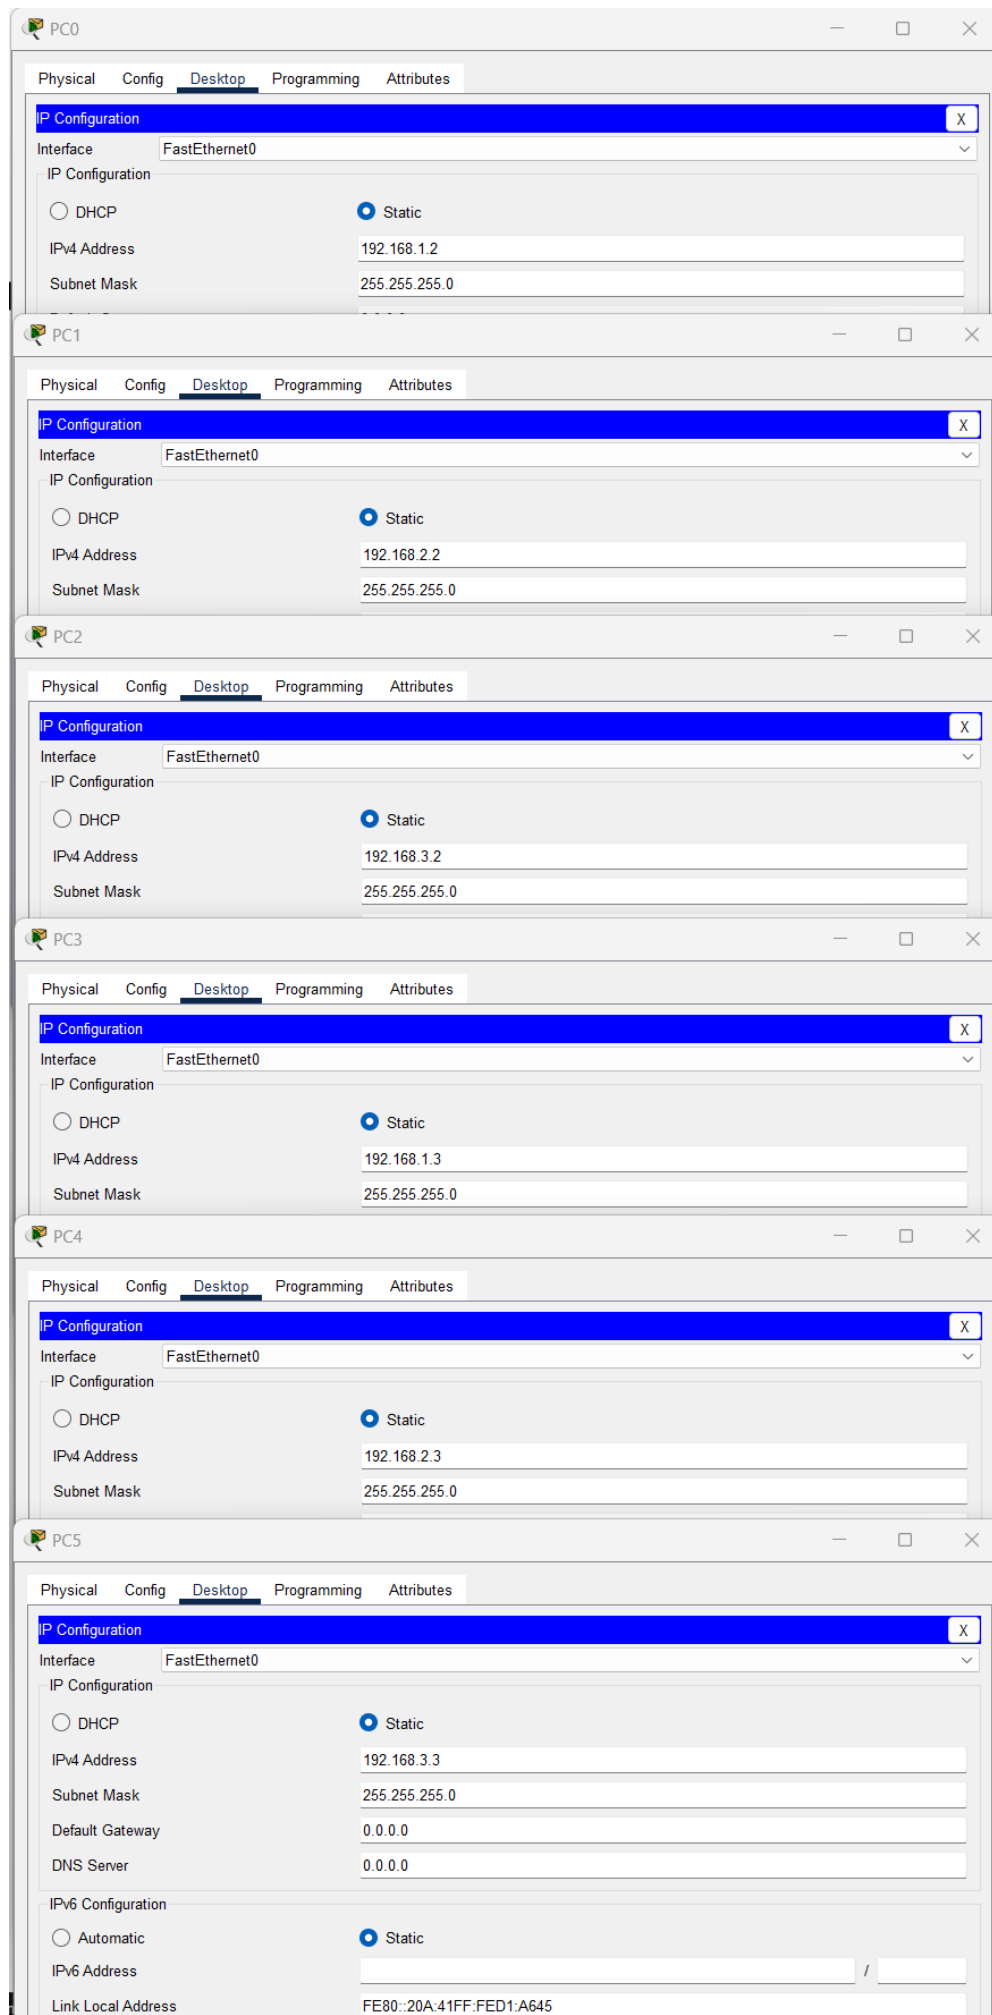 PC0
Physical Config Desktop Programming Attributes
IP Configuration X
Interface FastEthernet0
IP Configuration
DHCP Static
IPv4 Address 192.168.1.2
Subnet Mask 255.255.255.0
PC1
Physical Config Desktop Programming Attributes
IP Configuration X
Interface FastEthernet0
IP Configuration
DHCP Static
IPv4 Address 192.168.2.2
Subnet Mask 255.255.255.0
PC2
Physical Config Desktop Programming Attributes
IP Configuration X
Interface FastEthernet0
IP Configuration
DHCP Static
IPv4 Address 192.168.3.2
Subnet Mask 255.255.255.0
PC3
Physical Config Desktop Programming Attributes
IP Configuration X
Interface FastEthernet0
IP Configuration
DHCP Static
IPv4 Address 192.168.1.3
Subnet Mask 255.255.255.0
PC4
Physical Config Desktop Programming Attributes
IP Configuration X
Interface FastEthernet0
IP Configuration
DHCP Static
IPv4 Address 192.168.2.3
Subnet Mask 255.255.255.0
PC5
Physical Config Desktop Programming Attributes
IP Configuration X
Interface FastEthernet0
IP Configuration
DHCP Static
IPv4 Address 192.168.3.3
Subnet Mask 255.255.255.0
Default Gateway 0.0.0.0
DNS Server 0.0.0.0
IPv6 Configuration
Automatic Static
IPv6 Address /
Link Local Address FE80::20A:41FF:FED1:A645